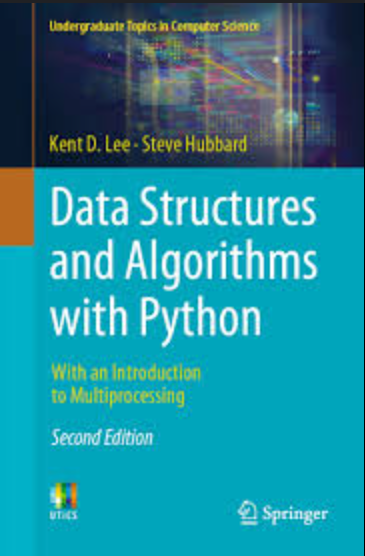 Undergraduate Topics in Computer Science
Kent D. Lee · Steve Hubbard
Data Structures
and Algorithms
with Python
With an Introduction
to Multiprocessing
Second Edition
UTiCS
Springer